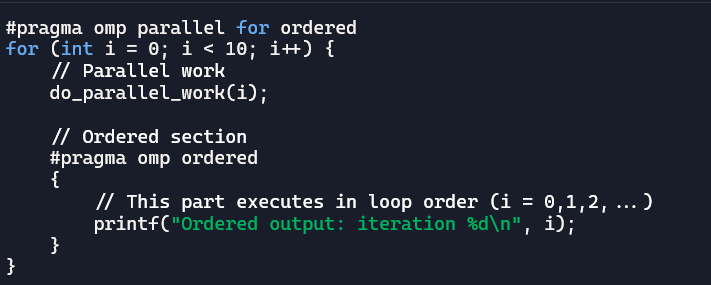 #pragma omp parallel for ordered
for (int i = 0; i < 10; i++) {
    // Parallel work
    do_parallel_work(i);

    // Ordered section
    #pragma omp ordered
    {
        // This part executes in loop order (i = 0,1,2,...)
        printf("Ordered output: iteration %d\n", i);
    }
}